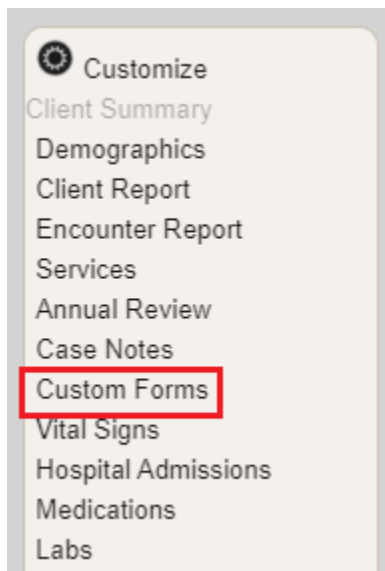 Customize
Client Summary
Demographics
Client Report
Encounter Report
Services
Annual Review
Case Notes
Custom Forms
Vital Signs
Hospital Admissions
Medications
Labs